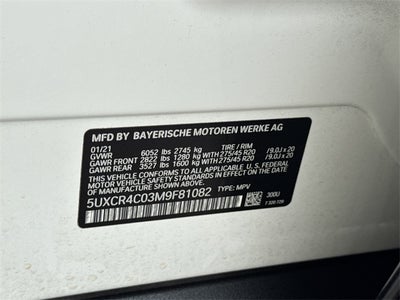 MFD BY BAYERISCHE MOTOREN WERKE AG
01/21 TIRE / RIM
GVWR 6052 lbs 2745 kg
GAWR FRONT 2822 lbs 1280 kg WITH 275/45 R20 / 9.0J x 20
GAWR REAR 3527 lbs 1600 kg WITH 275/45 R20 / 9.0J x 20
THIS VEHICLE CONFORMS TO ALL APPLICABLE U.S. FEDERAL
MOTOR VEHICLE SAFETY STANDARDS IN EFFECT ON THE DATE
OF MANUFACTURE SHOWN ABOVE.
5UXCR4C03M9F81082 TYPE: MPV
300U